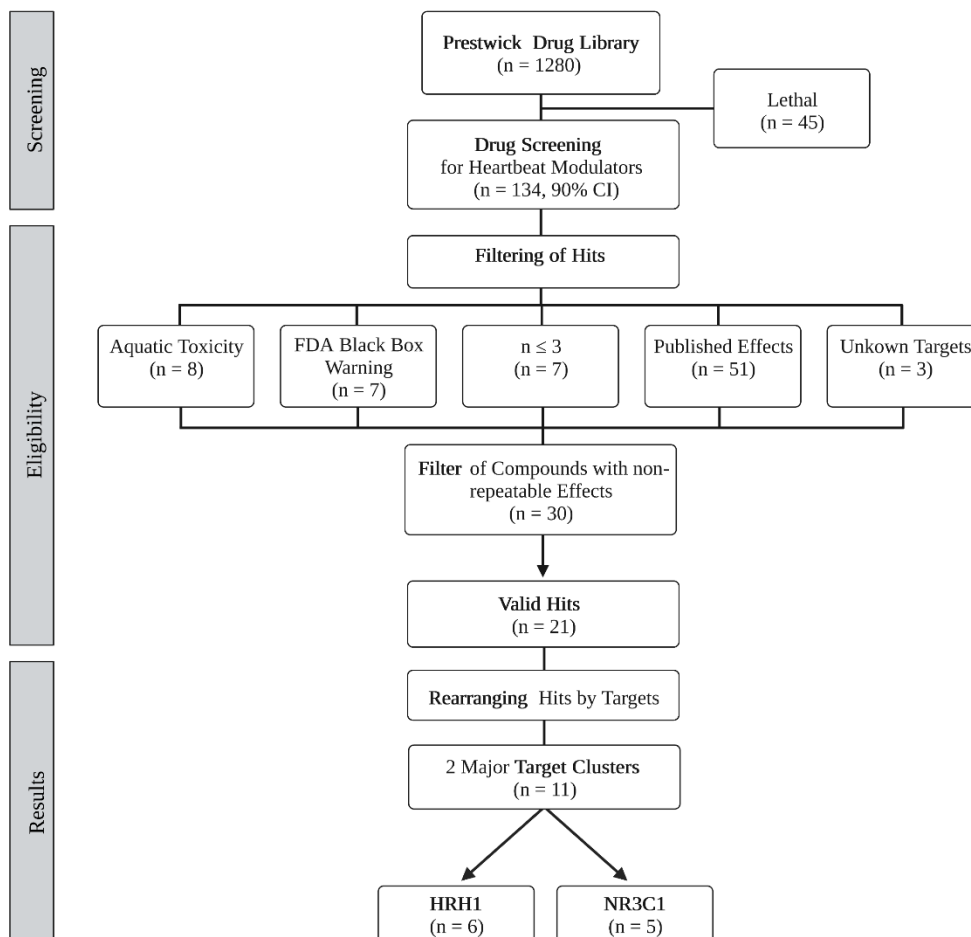 Screening
Prestwick Drug Library
(n = 1280)
Lethal
(n = 45)
Drug Screening
for Heartbeat Modulators
(n = 134, 90% CI)
Eligibility
Filtering of Hits
Aquatic Toxicity
(n = 8)
FDA Black Box
Warning
(n = 7)
n ≤ 3
(n = 7)
Published Effects
(n = 51)
Unkown Targets
(n = 3)
Filter of Compounds with non-
repeatable Effects
(n = 30)
Valid Hits
(n = 21)
Results
Rearranging Hits by Targets
2 Major Target Clusters
(n = 11)
HRH1
(n = 6)
NR3C1
(n = 5)